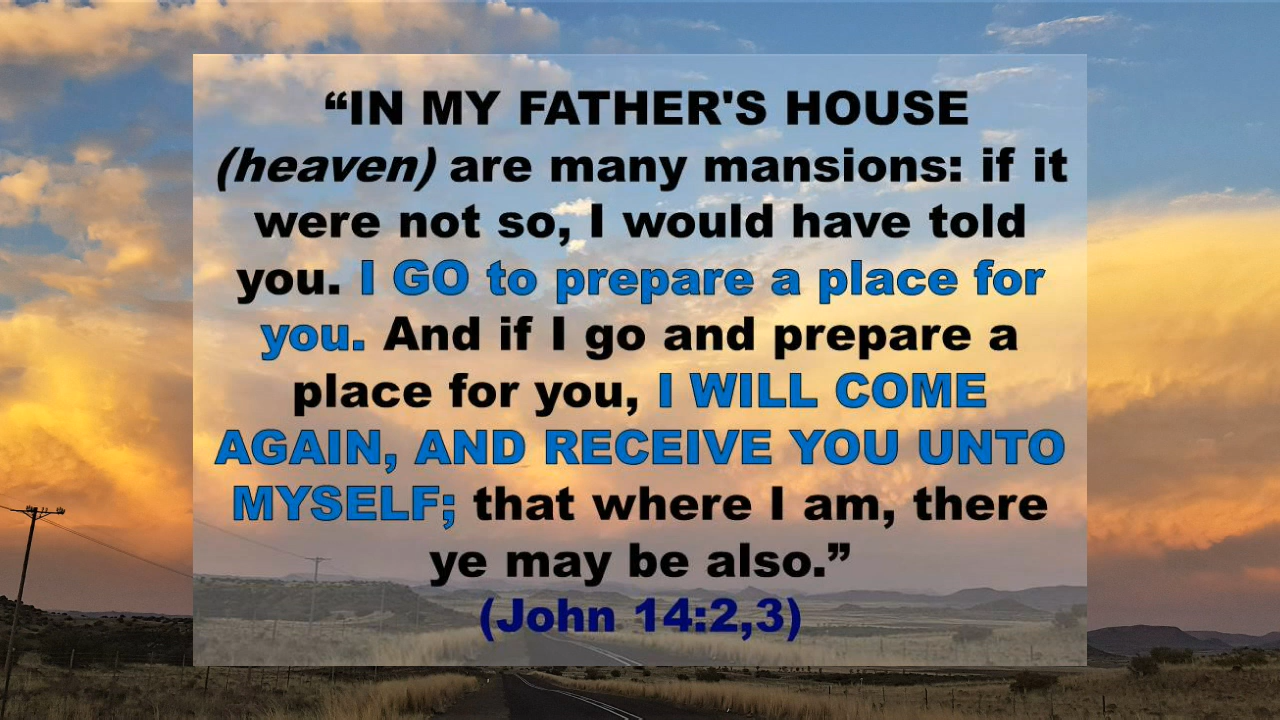 “IN MY FATHER'S HOUSE
(heaven) are many mansions: if it
were not so, I would have told
you. I GO to prepare a place for
you. And if I go and prepare a
place for you, I WILL COME
AGAIN, AND RECEIVE YOU UNTO
MYSELF; that where I am, there
ye may be also.”
(John 14:2,3)